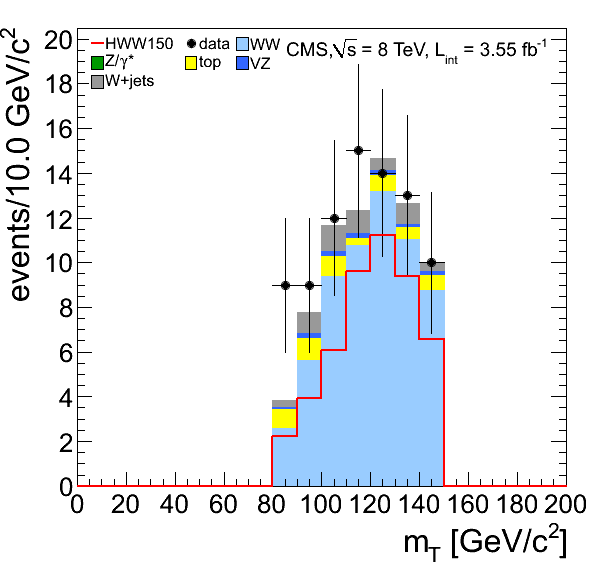 HWW150 data WW
Z/γ* top VZ
W+jets
CMS,√s = 8 TeV, L_int = 3.55 fb⁻¹
events/10.0 GeV/c²
20
18
16
14
12
10
8
6
4
2
0
0 20 40 60 80 100 120 140 160 180 200
m_T [GeV/c²]